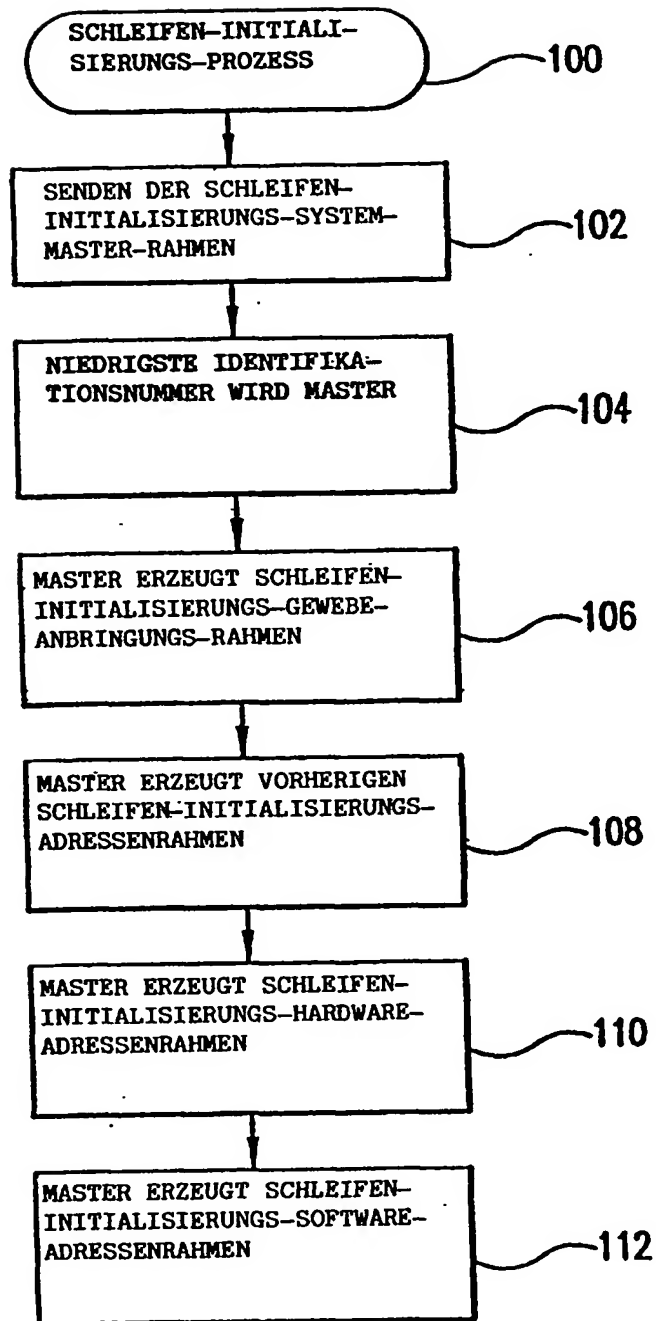 SCHLEIFEN-INITIALI-
SIERUNGS-PROZESS
100
SENDEN DER SCHLEIFEN-
INITIALISIERUNGS-SYSTEM-
MASTER-RAHMEN
102
NIEDRIGSTE IDENTIFIKA-
TIONSNUMMER WIRD MASTER
104
MASTER ERZEUGT SCHLEIFEN-
INITIALISIERUNGS-GEWEBE-
ANBRINGUNGS-RAHMEN
106
MASTER ERZEUGT VORHERIGEN
SCHLEIFEN-INITIALISIERUNGS-
ADRESSENRAHMEN
108
MASTER ERZEUGT SCHLEIFEN-
INITIALISIERUNGS-HARDWARE-
ADRESSENRAHMEN
110
MASTER ERZEUGT SCHLEIFEN-
INITIALISIERUNGS-SOFTWARE-
ADRESSENRAHMEN
112